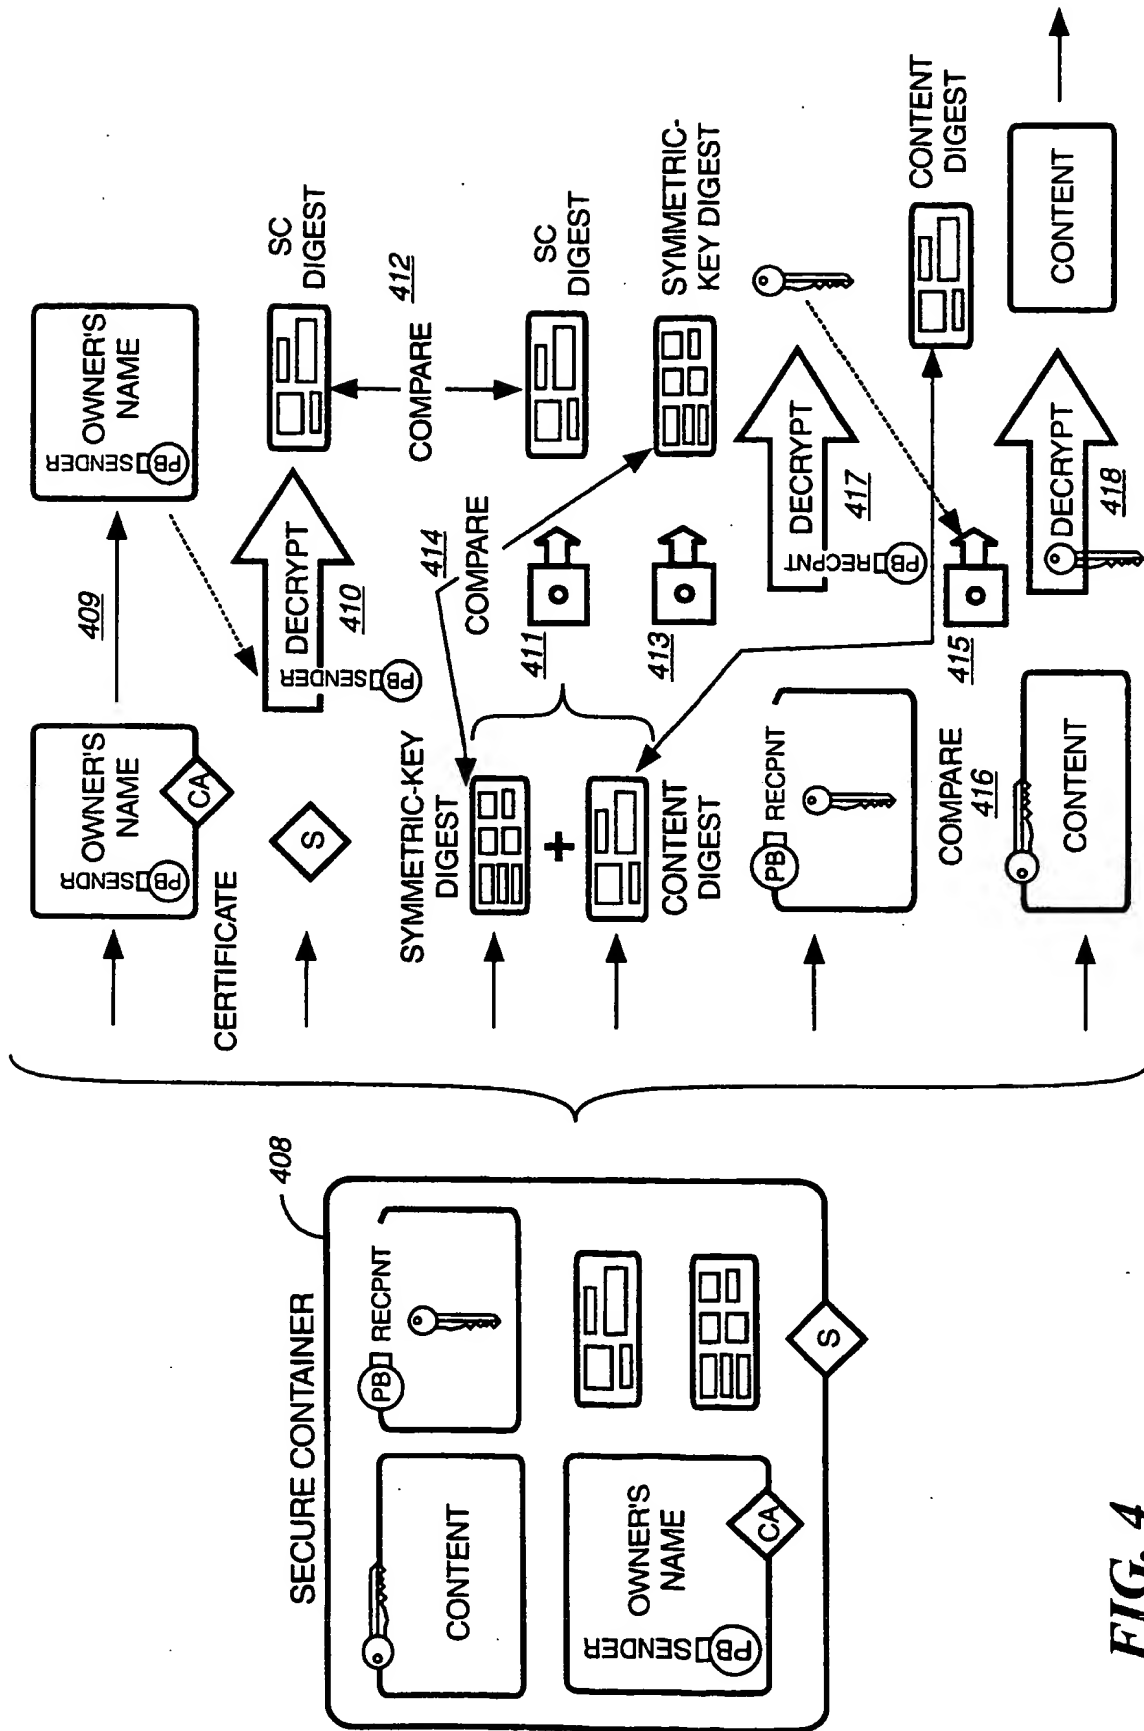 SECURE CONTAINER
408
CONTENT
PB
RECPNT
PB
SENDER
OWNER'S
NAME
CA
S
PB
SENDR
OWNER'S
NAME
CA
CERTIFICATE
409
PB
SENDER
OWNER'S
NAME
S
PB
SENDER
DECRYPT
410
SC
DIGEST
COMPARE
412
SYMMETRIC-KEY
DIGEST
414
COMPARE
411
SC
DIGEST
+
CONTENT
DIGEST
413
SYMMETRIC-
KEY DIGEST
PB
RECPNT
PB
RECPNT
DECRYPT
417
COMPARE
416
415
CONTENT
DIGEST
CONTENT
DECRYPT
418
CONTENT
FIG. 4